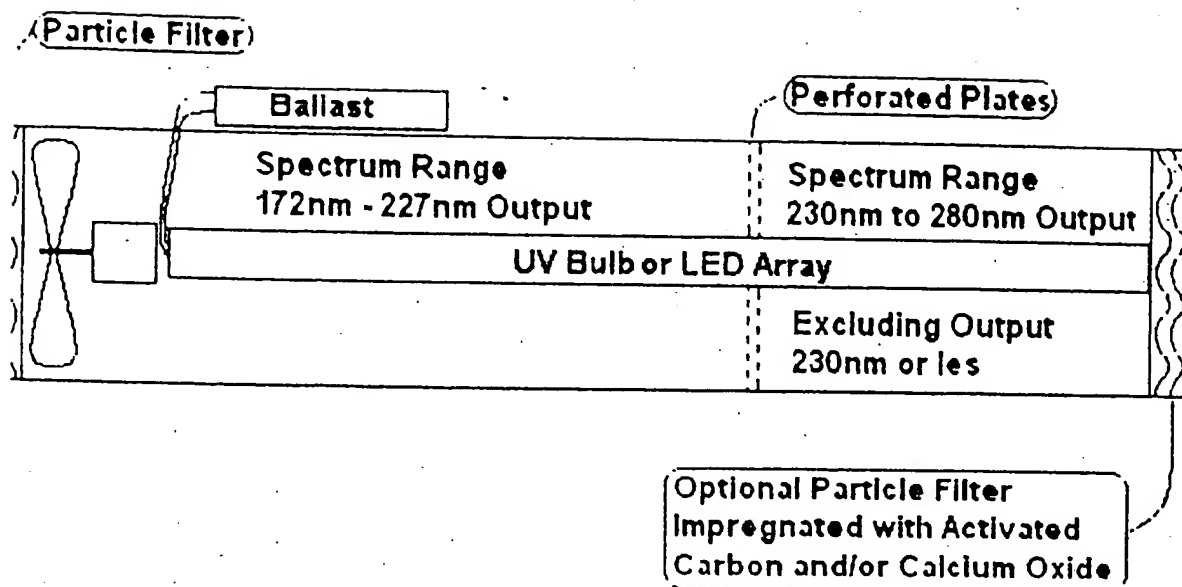 Particle Filter
Ballast
Perforated Plates
Spectrum Range
172nm - 227nm Output
Spectrum Range
230nm to 280nm Output
UV Bulb or LED Array
Excluding Output
230nm or les
Optional Particle Filter
Impregnated with Activated
Carbon and/or Calcium Oxide